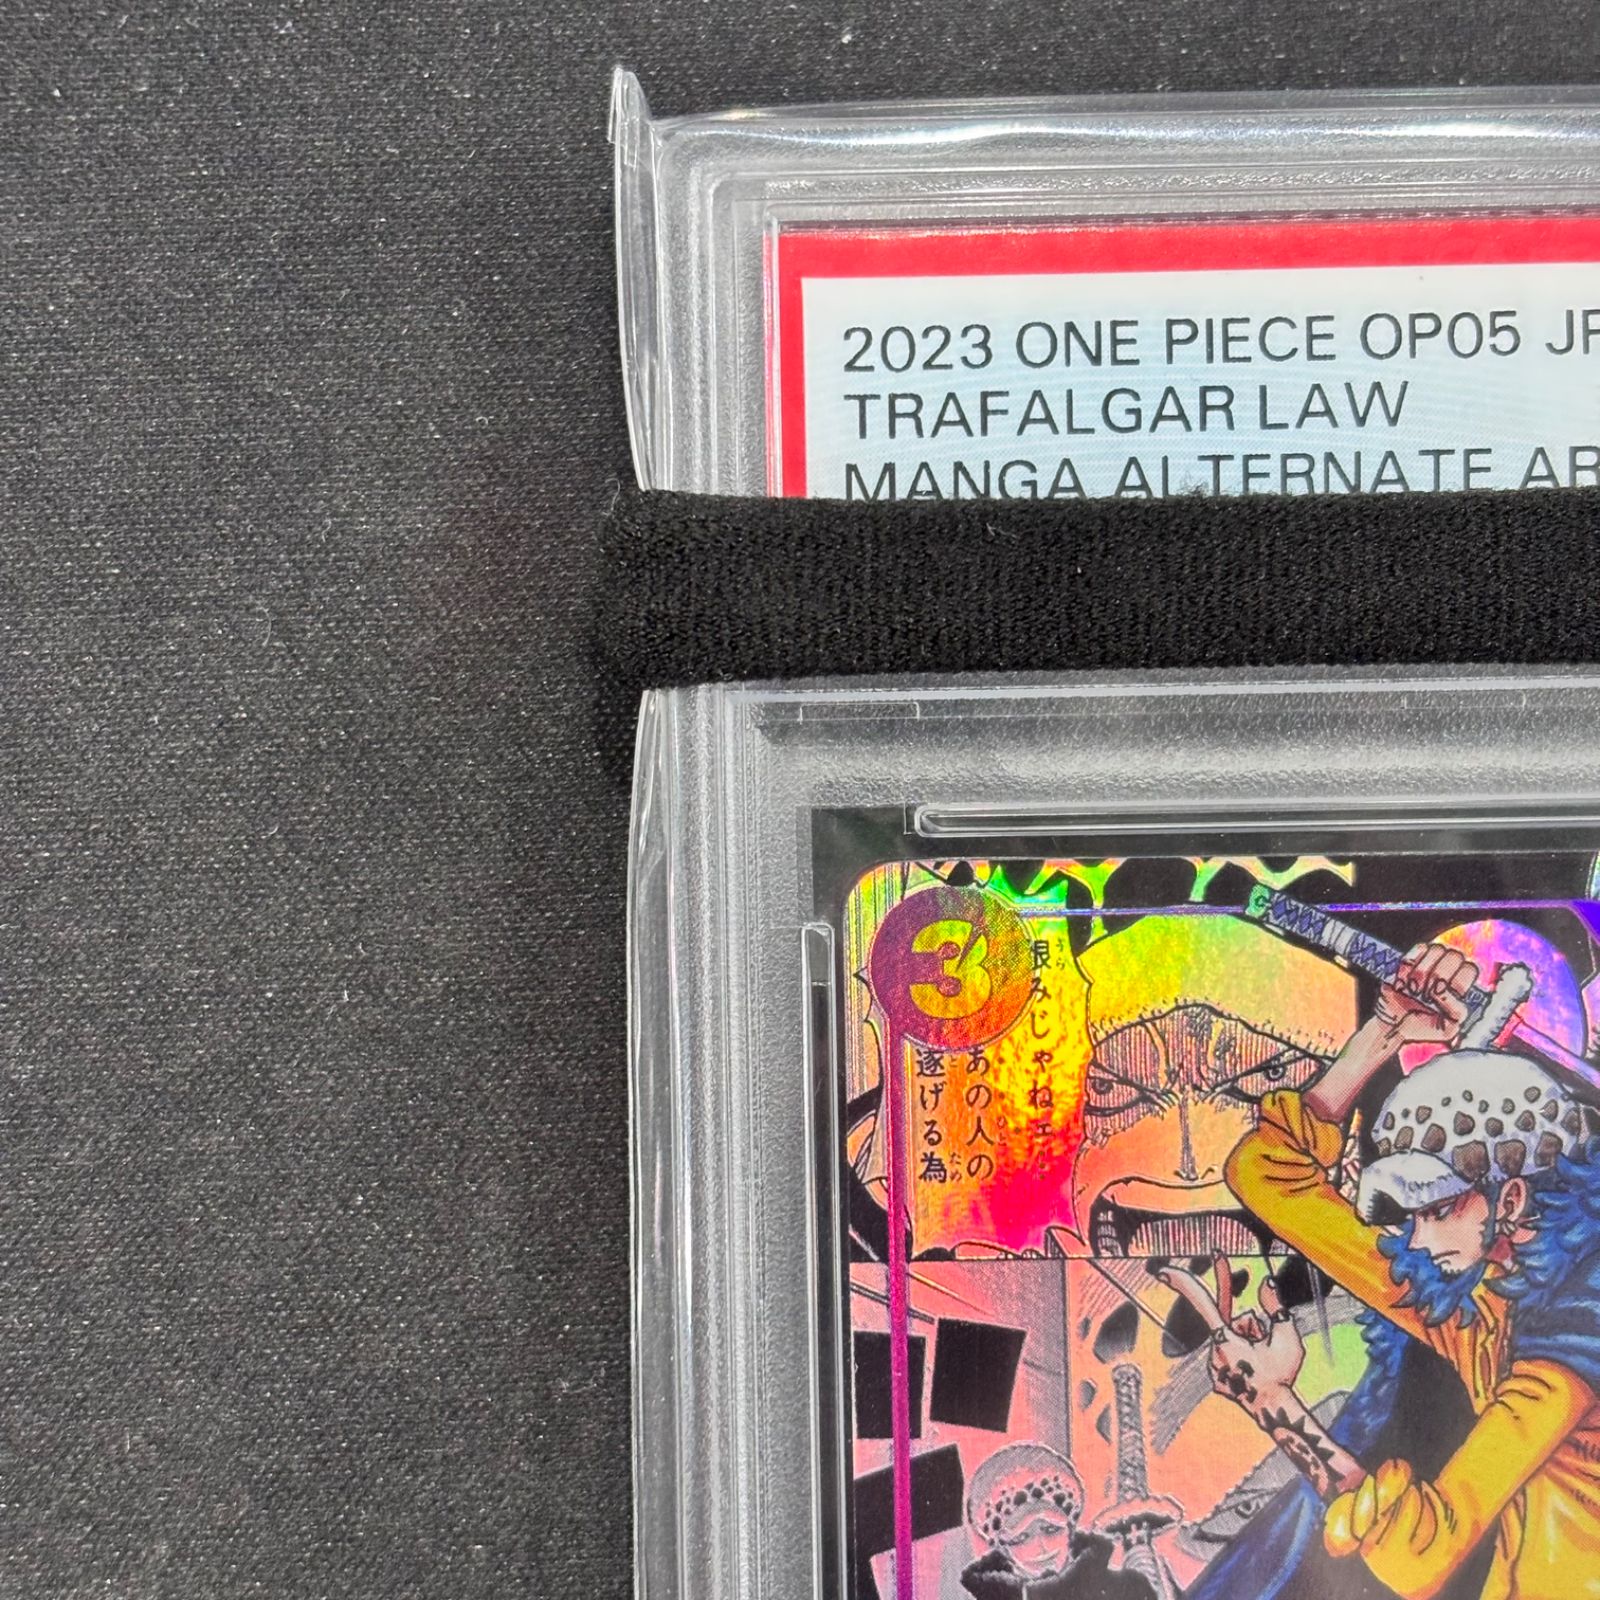 2023 ONE PIECE OP05 JP
TRAFALGAR LAW
MANGA ALTERNATE AR
3
恨みじゃねェ
あの人の
遂げる為